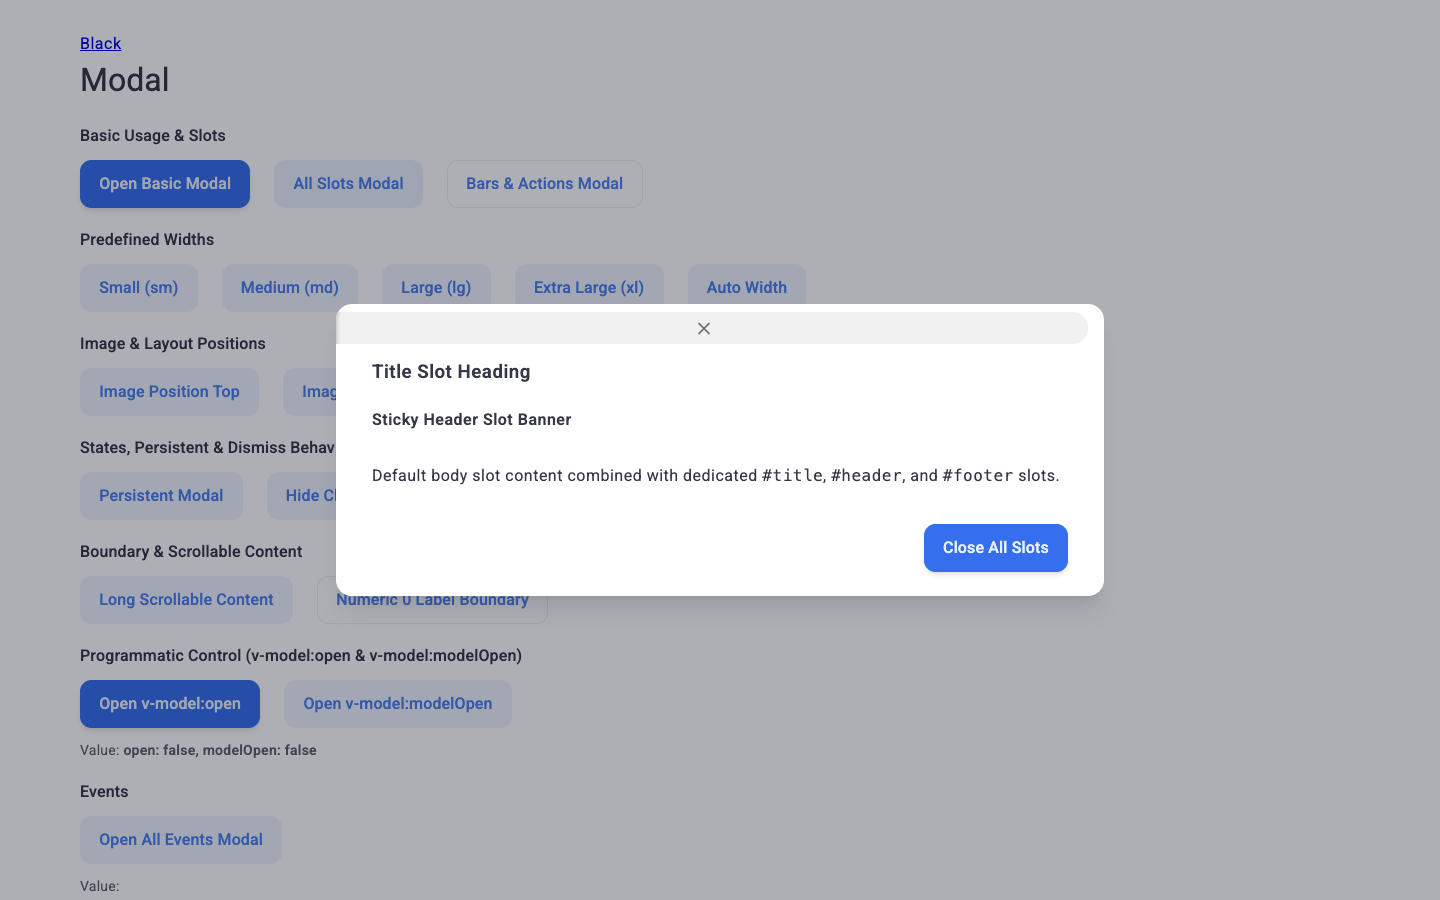 Black
Modal
Basic Usage & Slots
Open Basic Modal
All Slots Modal
Bars & Actions Modal
Predefined Widths
Small (sm)
Medium (md)
Large (lg)
Extra Large (xl)
Auto Width
Image & Layout Positions
Image Position Top
Imag
States, Persistent & Dismiss Behav
Persistent Modal
Hide Cl
Title Slot Heading
Sticky Header Slot Banner
Default body slot content combined with dedicated #title, #header, and #footer slots.
Close All Slots
Boundary & Scrollable Content
Long Scrollable Content
Numeric 0 Label Boundary
Programmatic Control (v-model:open & v-model:modelOpen)
Open v-model:open
Open v-model:modelOpen
Value: open: false, modelOpen: false
Events
Open All Events Modal
Value: